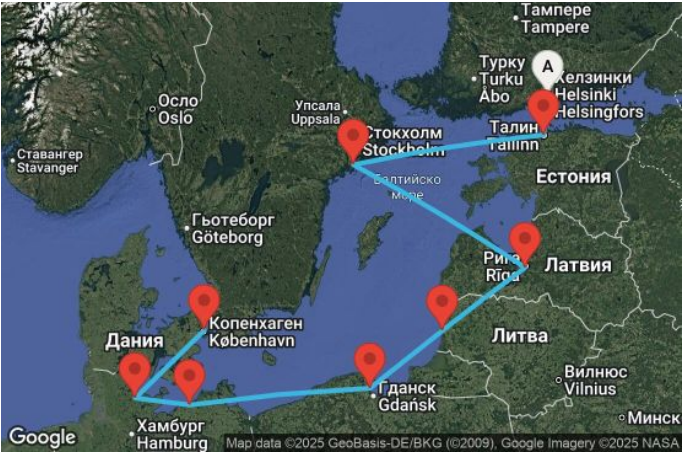 Тампере
Tampere
Турку
Turku
Åbo
A
Хелзинки
Helsinki
Helsingfors
Осло
Oslo
Упсала
Uppsala
Стокхолм
Stockholm
Талин
Tallinn
Ставангер
Stavanger
Балтийско
море
Естония
Гьотеборг
Göteborg
Рига
Rīga
Латвия
Копенхаген
København
Дания
Литва
Вилнюс
Vilnius
Гданск
Gdańsk
Хамбург
Hamburg
Минск
Google
Map data ©2025 GeoBasis-DE/BKG (©2009), Google Imagery ©2025 NASA